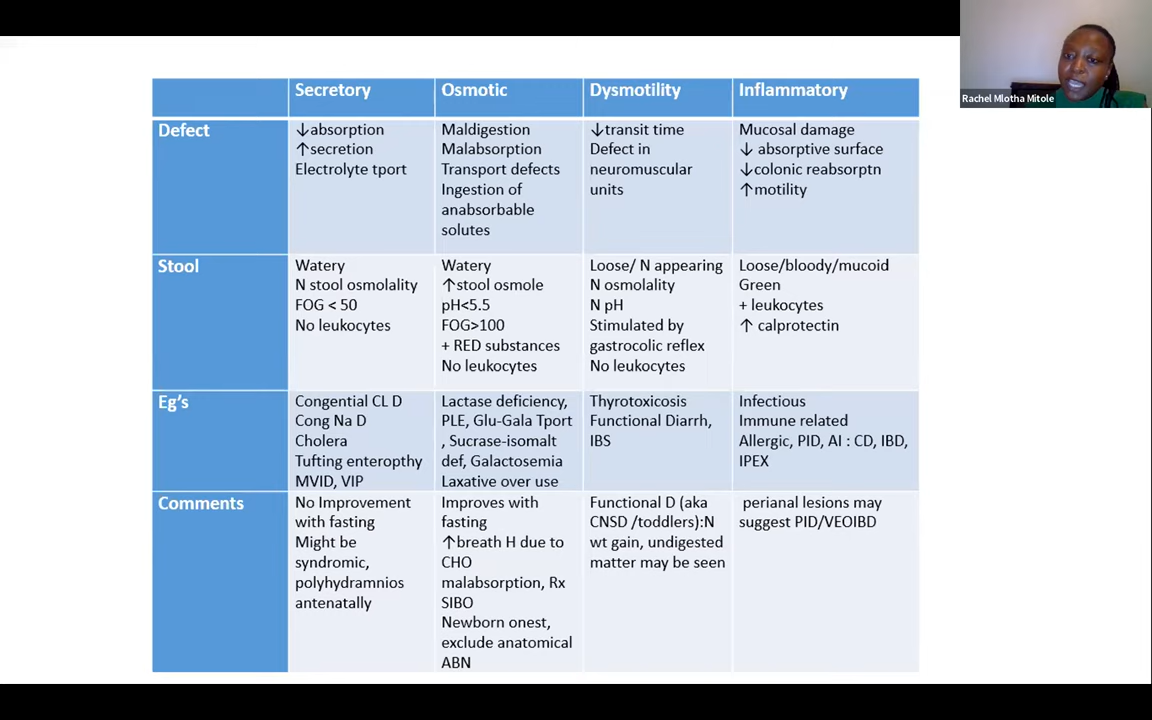 Secretory
Osmotic
Dysmotility
Inflammatory
Defect
↓absorption
↑secretion
Electrolyte tport
Maldigestion
Malabsorption
Transport defects
Ingestion of
anabsorbable
solutes
↓transit time
Defect in
neuromuscular
units
Mucosal damage
↓ absorptive surface
↓colonic reabsorptn
↑motility
Stool
Watery
N stool osmolality
FOG < 50
No leukocytes
Watery
↑stool osmole
pH<5.5
FOG>100
+ RED substances
No leukocytes
Loose/ N appearing
N osmolality
N pH
Stimulated by
gastrocolic reflex
No leukocytes
Loose/bloody/mucoid
Green
+ leukocytes
↑ calprotectin
Eg's
Congential CL D
Cong Na D
Cholera
Tufting enteropthy
MVID, VIP
Lactase deficiency,
PLE, Glu-Gala Tport
, Sucrase-isomalt
def, Galactosemia
Laxative over use
Thyrotoxicosis
Functional Diarrh,
IBS
Infectious
Immune related
Allergic, PID, AI : CD, IBD,
IPEX
Comments
No Improvement
with fasting
Might be
syndromic,
polyhydramnios
antenatally
Improves with
fasting
↑breath H due to
CHO
malabsorption, Rx
SIBO
Newborn onest,
exclude anatomical
ABN
Functional D (aka
CNSD /toddlers):N
wt gain, undigested
matter may be seen
perianal lesions may
suggest PID/VEOIBD
Rachel Mlotha Mitole